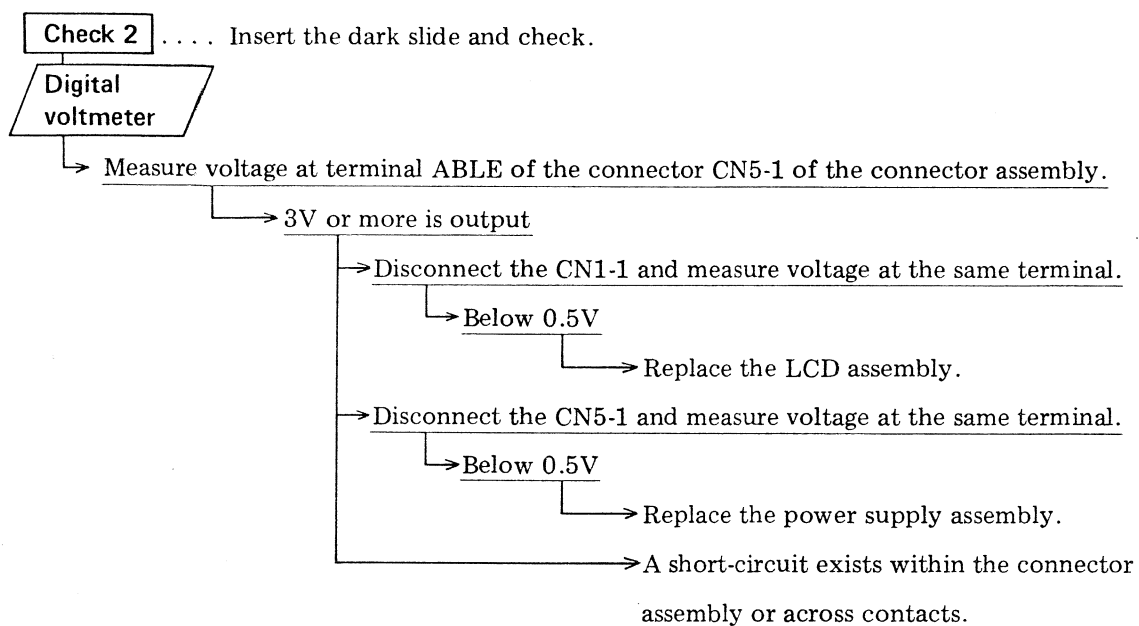 Check 2 .... Insert the dark slide and check.
Digital
voltmeter
Measure voltage at terminal ABLE of the connector CN5-1 of the connector assembly.
3V or more is output
Disconnect the CN1-1 and measure voltage at the same terminal.
Below 0.5V
Replace the LCD assembly.
Disconnect the CN5-1 and measure voltage at the same terminal.
Below 0.5V
Replace the power supply assembly.
A short-circuit exists within the connector
assembly or across contacts.